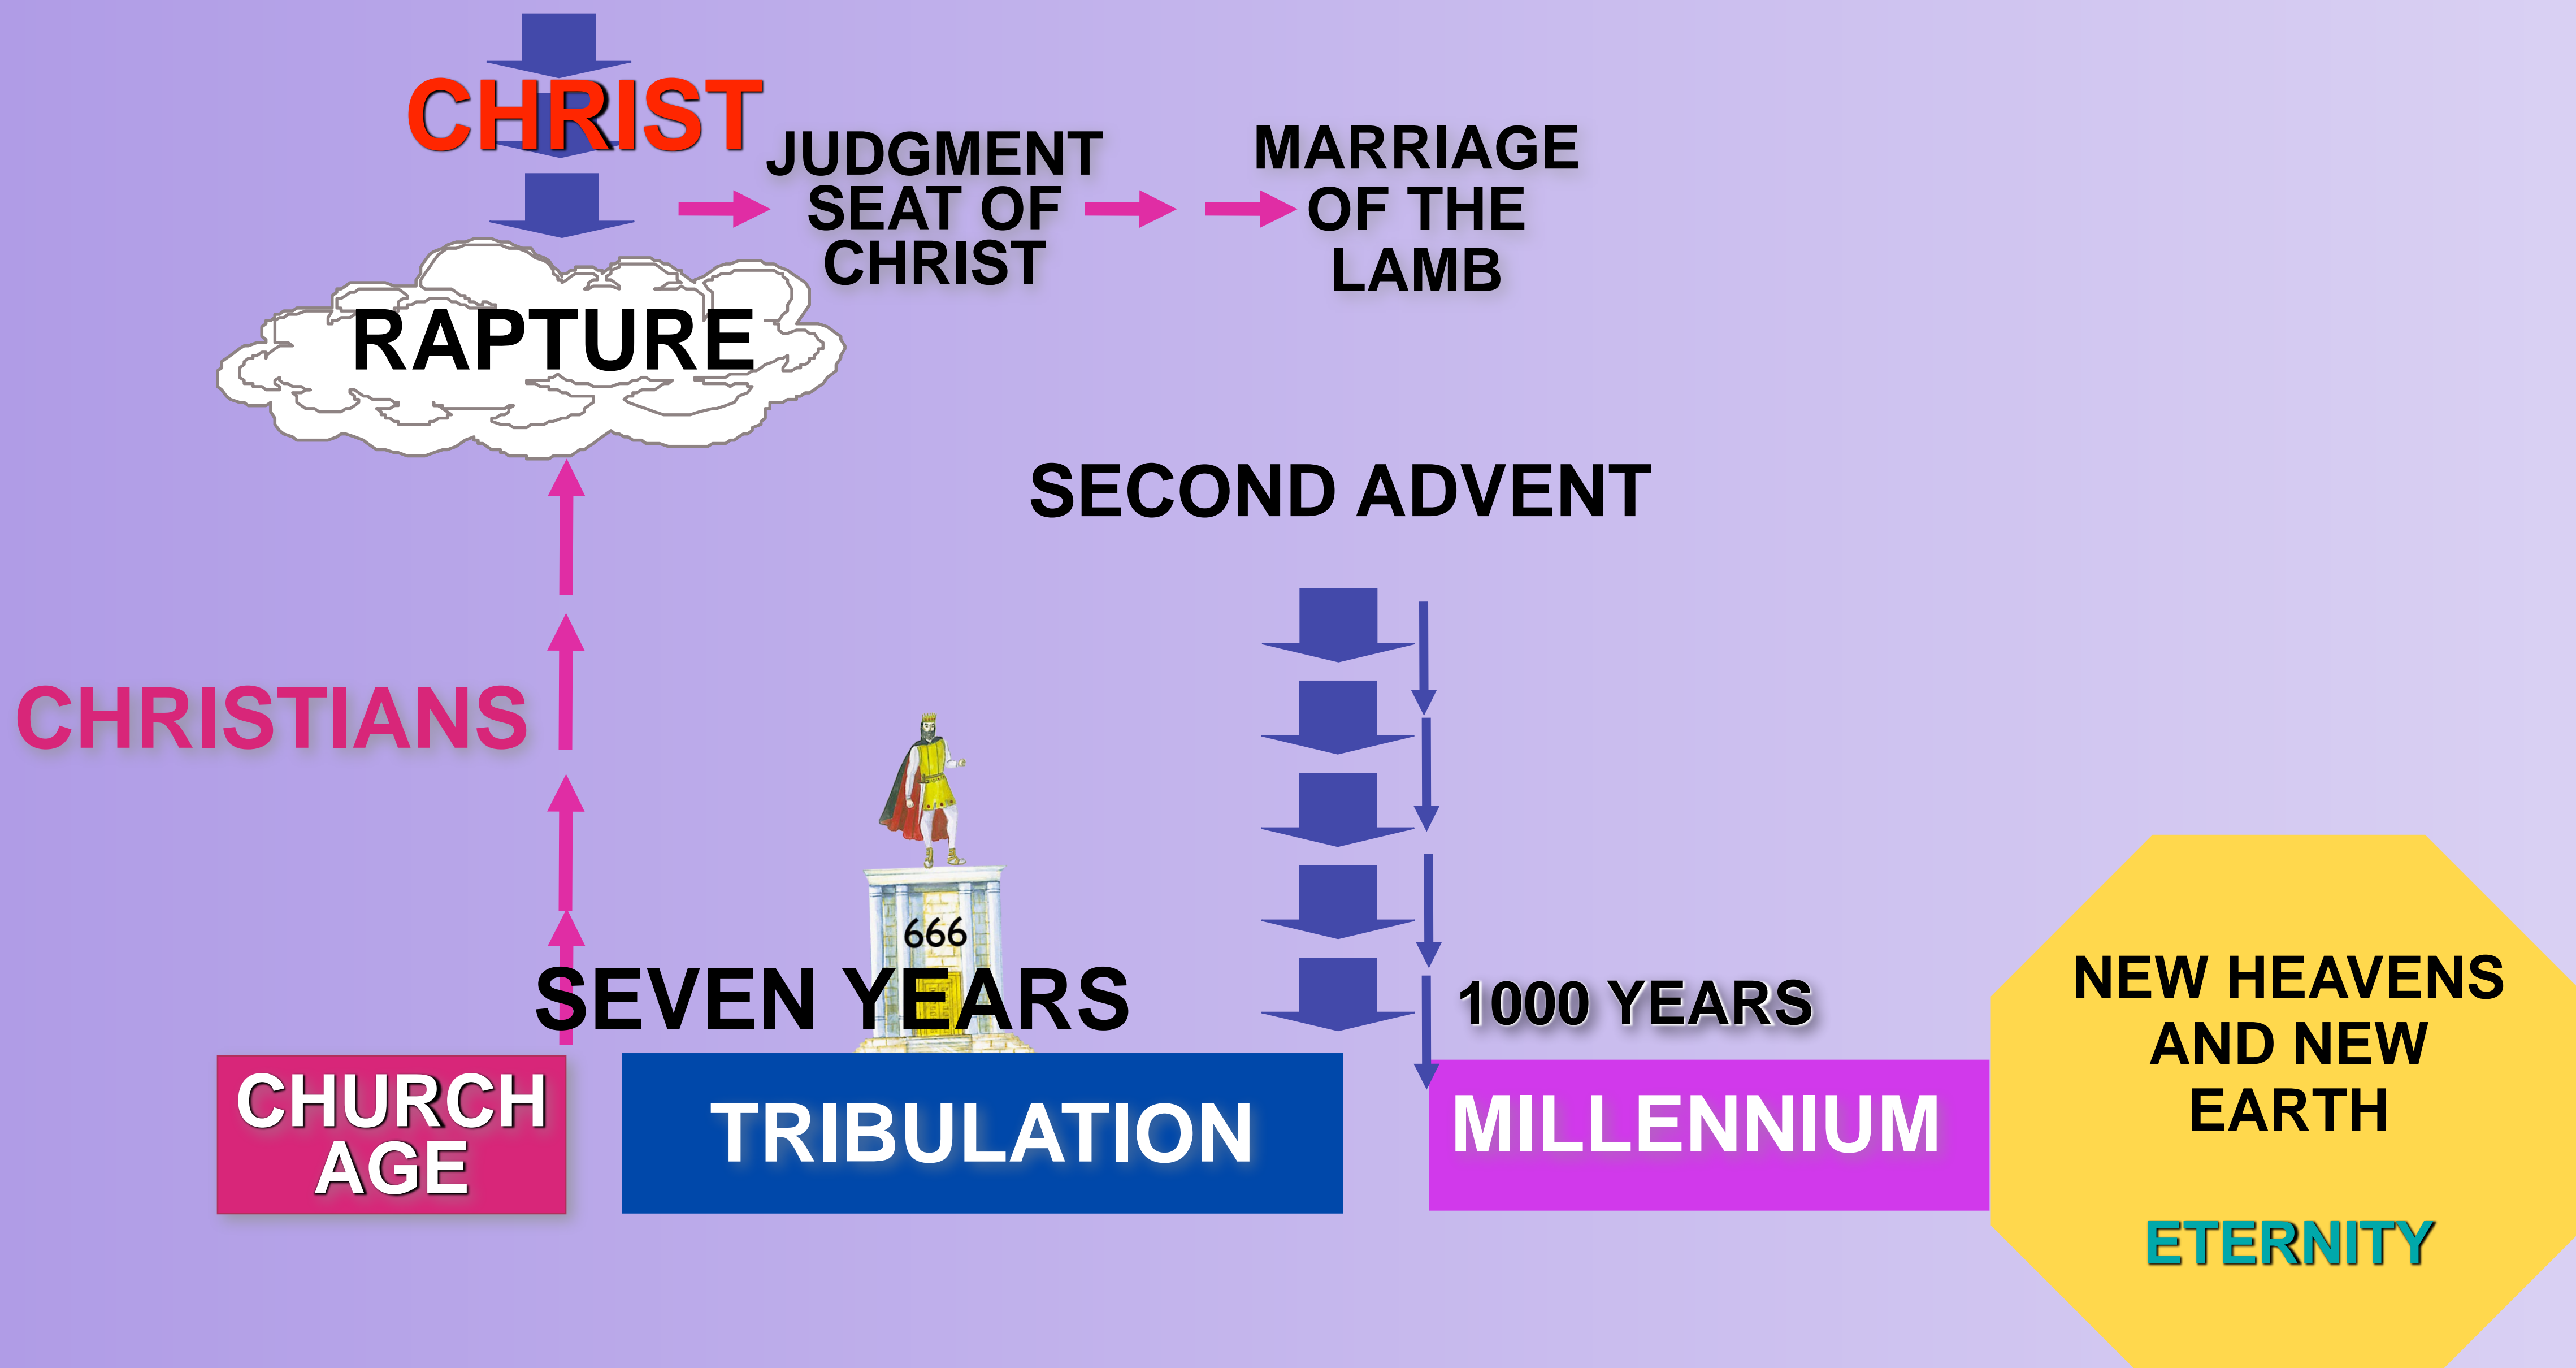 CHRIST
JUDGMENT
SEAT OF
CHRIST
MARRIAGE
OF THE
LAMB
RAPTURE
SECOND ADVENT
CHRISTIANS
666
SEVEN YEARS
1000 YEARS
CHURCH
AGE
TRIBULATION
MILLENNIUM
NEW HEAVENS
AND NEW
EARTH
ETERNITY